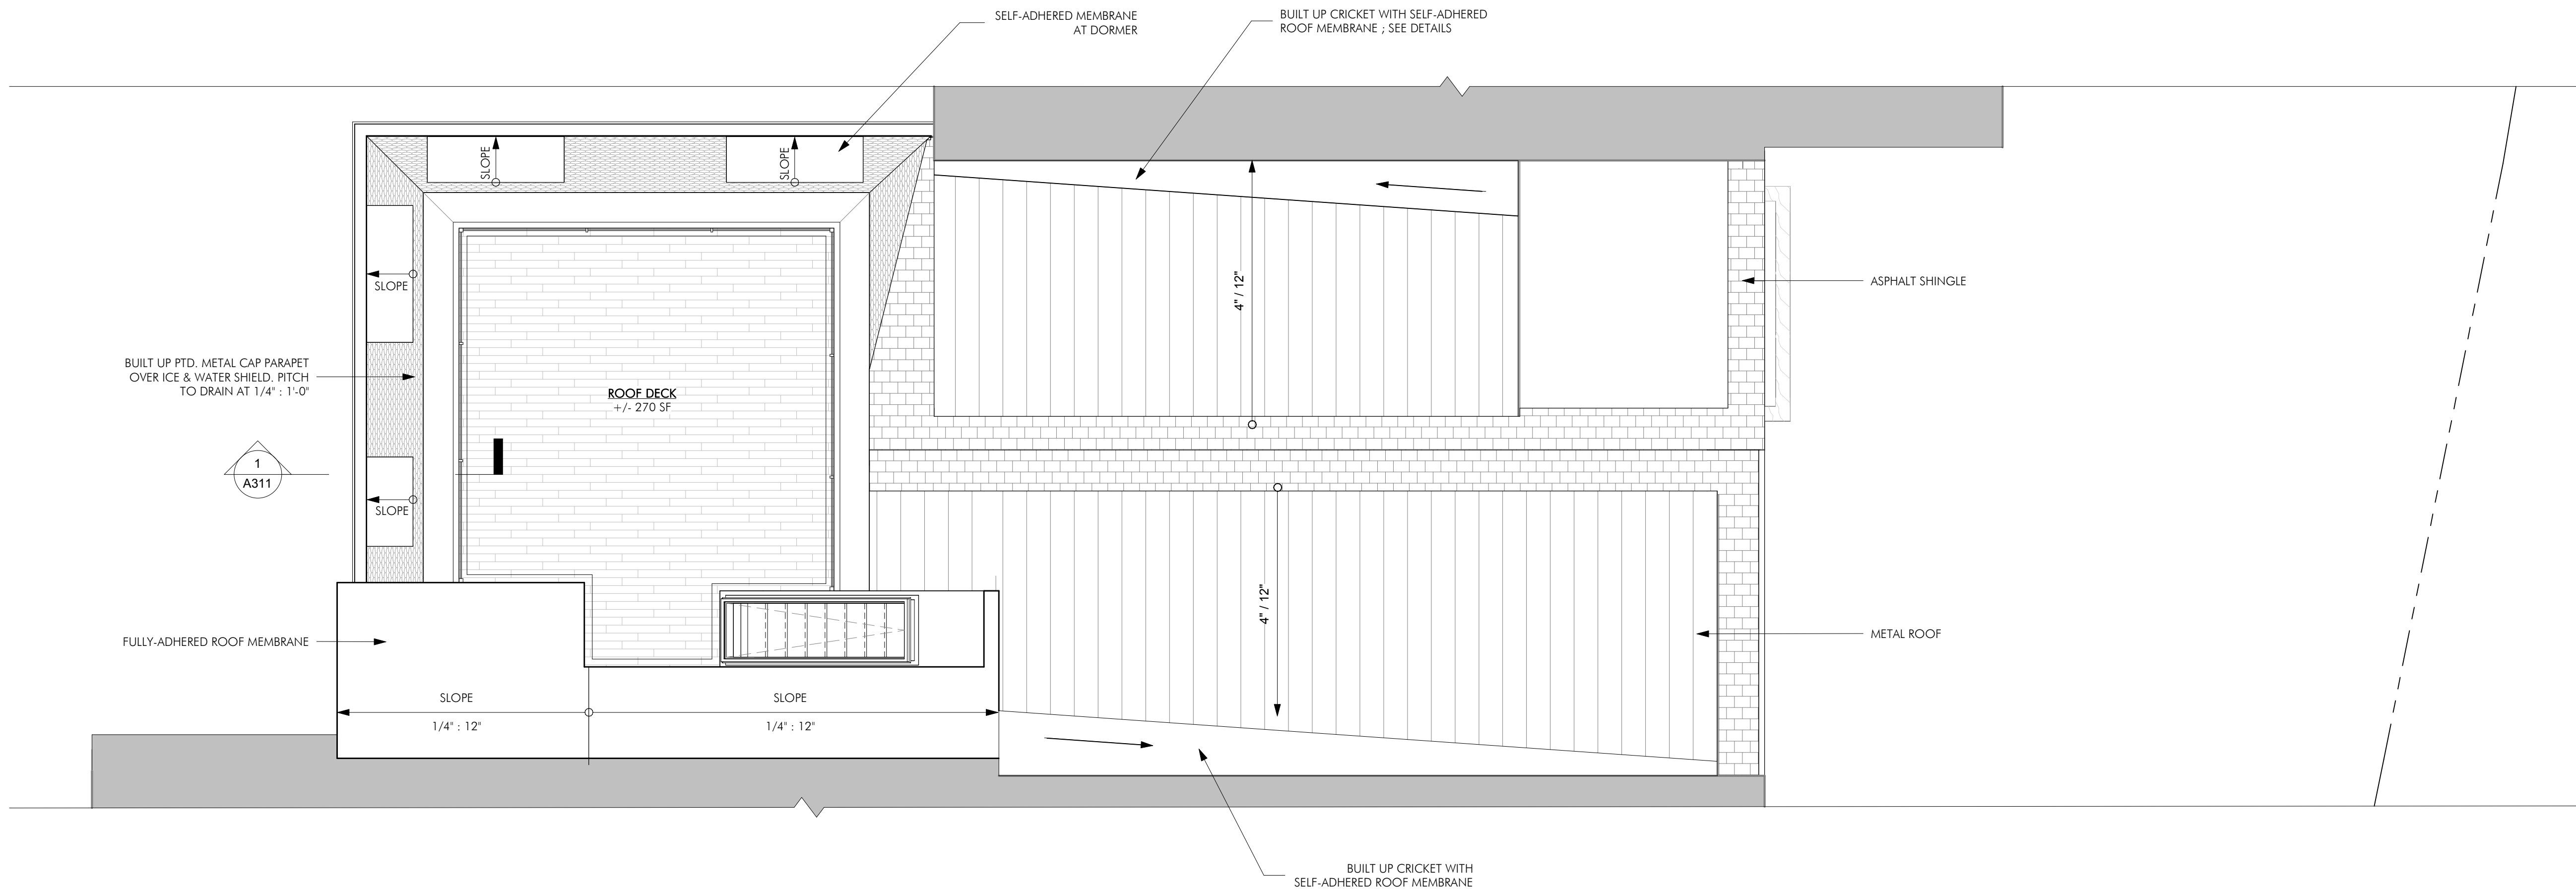 SELF-ADHERED MEMBRANE
AT DORMER
BUILT UP CRICKET WITH SELF-ADHERED
ROOF MEMBRANE ; SEE DETAILS
SLOPE
SLOPE
SLOPE
4" / 12"
ASPHALT SHINGLE
BUILT UP PTD. METAL CAP PARAPET
OVER ICE & WATER SHIELD. PITCH
TO DRAIN AT 1/4" : 1'-0"
ROOF DECK
+/- 270 SF
1
A311
SLOPE
4" / 12"
FULLY-ADHERED ROOF MEMBRANE
METAL ROOF
SLOPE
1/4" : 12"
SLOPE
1/4" : 12"
BUILT UP CRICKET WITH
SELF-ADHERED ROOF MEMBRANE